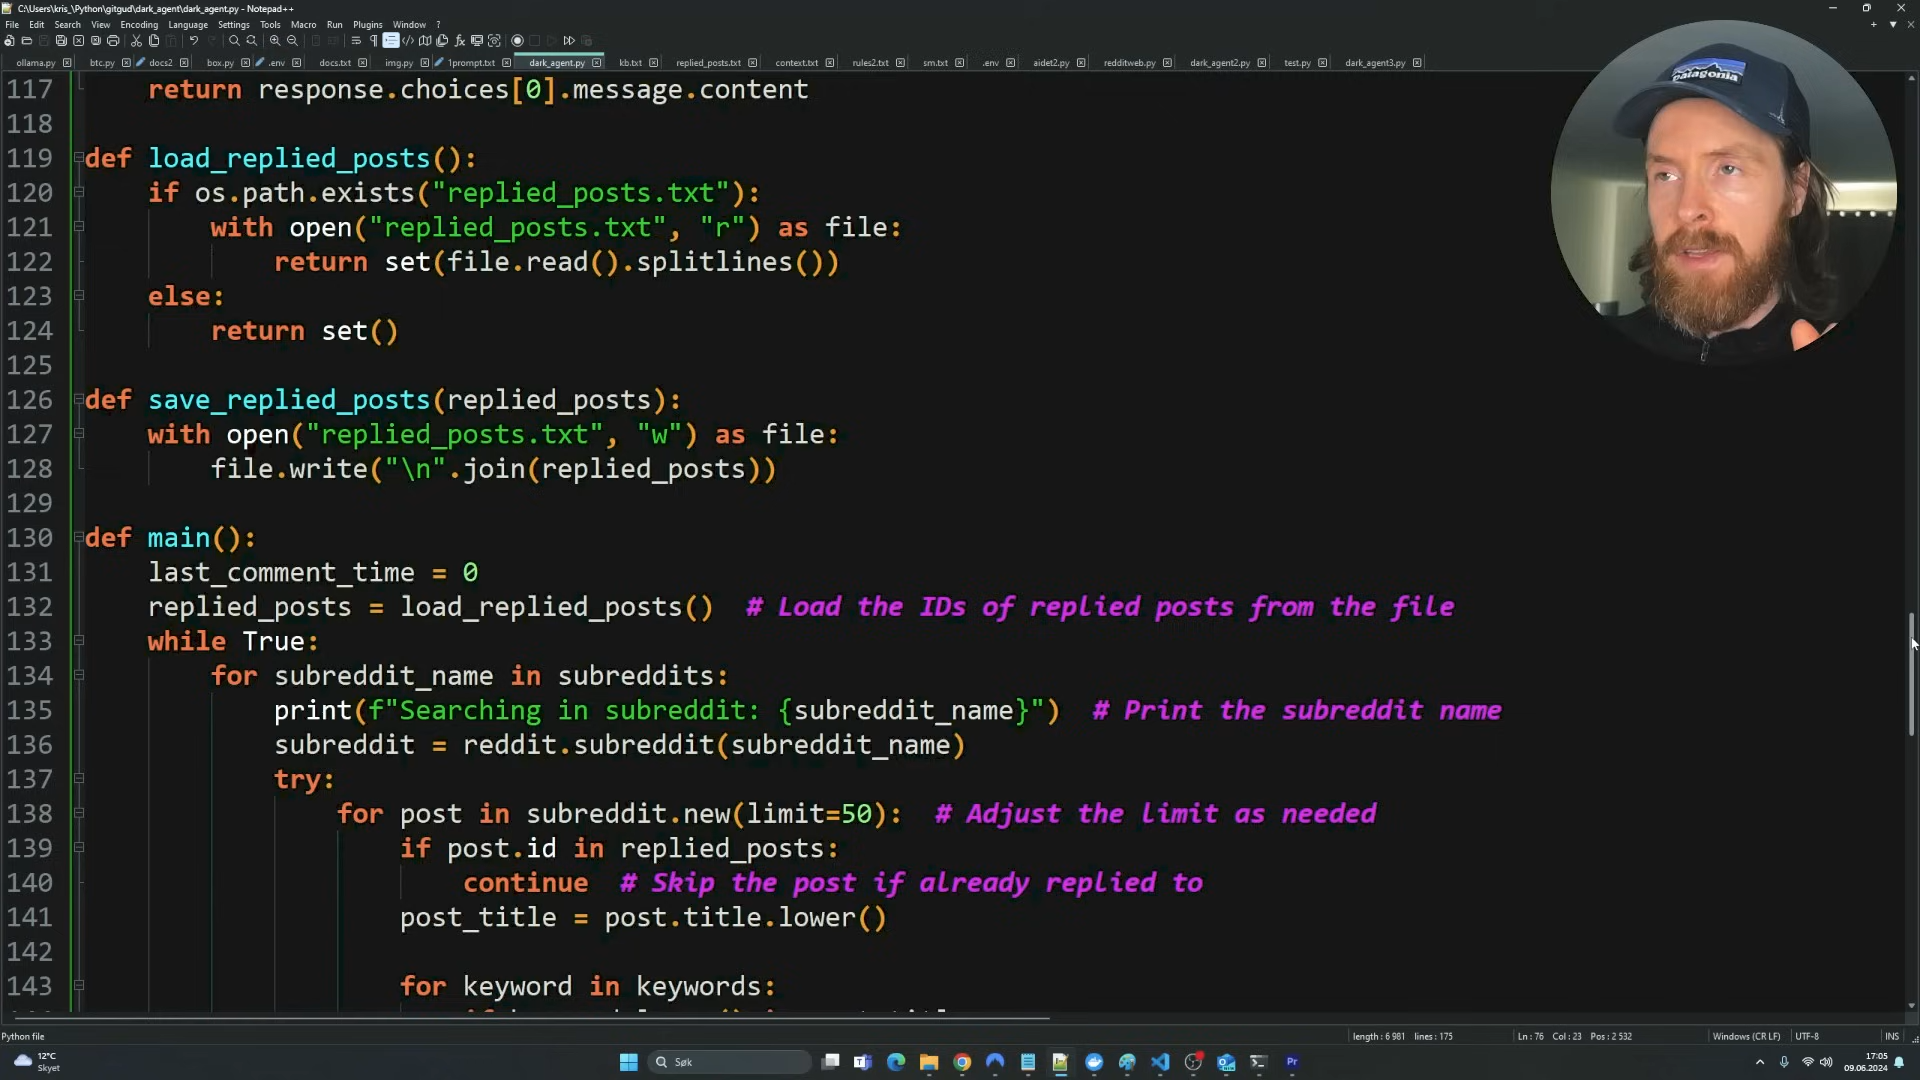 C:\Users\kris_\Python\gitgud\dark_agent\dark_agent.py - Notepad++
File Edit Search View Encoding Language Settings Tools Macro Run Plugins Window ?
ollama.py btc.py docs2 box.py .env docs.txt img.py 1prompt.txt dark_agent.py kb.txt replied_posts.txt context.txt rules2.txt sm.txt .env aidet2.py redditweb.py dark_agent2.py test.py dark_agent3.py
patagonia
117 return response.choices[0].message.content
118
119 def load_replied_posts():
120 if os.path.exists("replied_posts.txt"):
121 with open("replied_posts.txt", "r") as file:
122 return set(file.read().splitlines())
123 else:
124 return set()
125
126 def save_replied_posts(replied_posts):
127 with open("replied_posts.txt", "w") as file:
128 file.write("\n".join(replied_posts))
129
130 def main():
131 last_comment_time = 0
132 replied_posts = load_replied_posts() # Load the IDs of replied posts from the file
133 while True:
134 for subreddit_name in subreddits:
135 print(f"Searching in subreddit: {subreddit_name}") # Print the subreddit name
136 subreddit = reddit.subreddit(subreddit_name)
137 try:
138 for post in subreddit.new(limit=50): # Adjust the limit as needed
139 if post.id in replied_posts:
140 continue # Skip the post if already replied to
141 post_title = post.title.lower()
142
143 for keyword in keywords:
Python file length : 6 981 lines : 175 Ln : 76 Col : 23 Pos : 2 532 Windows (CR LF) UTF-8 INS
12°C
Skyet
Søk
Pr
17:05
09.06.2024